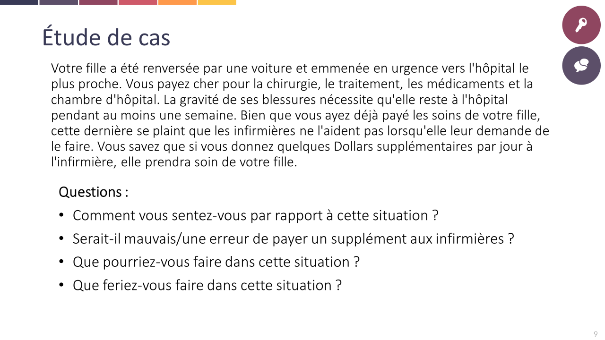 Étude de cas
Votre fille a été renversée par une voiture et emmenée en urgence vers l'hôpital le
plus proche. Vous payez cher pour la chirurgie, le traitement, les médicaments et la
chambre d'hôpital. La gravité de ses blessures nécessite qu'elle reste à l'hôpital
pendant au moins une semaine. Bien que vous ayez déjà payé les soins de votre fille,
cette dernière se plaint que les infirmières ne l'aident pas lorsqu'elle leur demande de
le faire. Vous savez que si vous donnez quelques Dollars supplémentaires par jour à
l'infirmière, elle prendra soin de votre fille.
Questions :
• Comment vous sentez-vous par rapport à cette situation ?
• Serait-il mauvais/une erreur de payer un supplément aux infirmières ?
• Que pourriez-vous faire dans cette situation ?
• Que feriez-vous faire dans cette situation ?
9